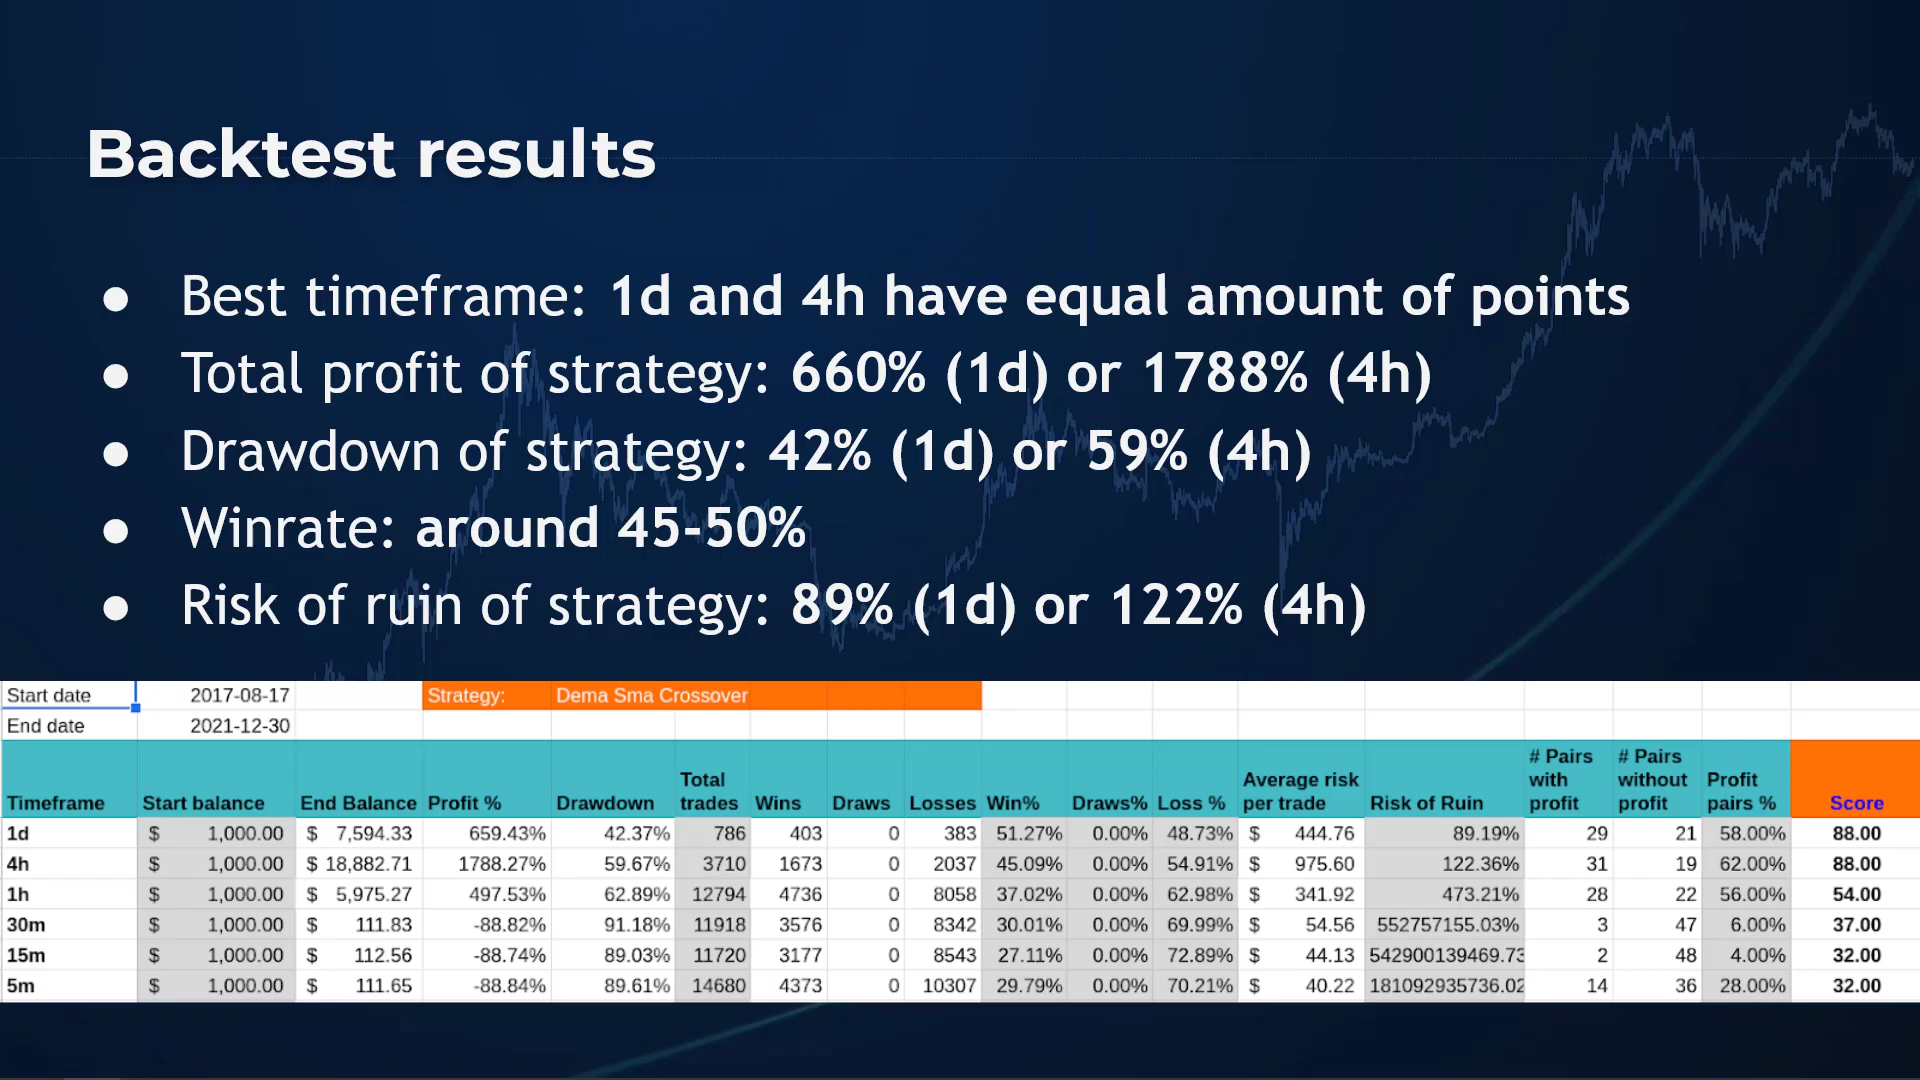 Backtest results
● Best timeframe: 1d and 4h have equal amount of points
● Total profit of strategy: 660% (1d) or 1788% (4h)
● Drawdown of strategy: 42% (1d) or 59% (4h)
● Winrate: around 45-50%
● Risk of ruin of strategy: 89% (1d) or 122% (4h)
Start date 2017-08-17 Strategy: Dema Sma Crossover
End date 2021-12-30
Timeframe Start balance End Balance Profit % Drawdown Total trades Wins Draws Losses Win% Draws% Loss % Average risk per trade Risk of Ruin # Pairs with profit # Pairs without profit Profit pairs % Score
1d $ 1,000.00 $ 7,594.33 659.43% 42.37% 786 403 0 383 51.27% 0.00% 48.73% $ 444.76 89.19% 29 21 58.00% 88.00
4h $ 1,000.00 $ 18,882.71 1788.27% 59.67% 3710 1673 0 2037 45.09% 0.00% 54.91% $ 975.60 122.36% 31 19 62.00% 88.00
1h $ 1,000.00 $ 5,975.27 497.53% 62.89% 12794 4736 0 8058 37.02% 0.00% 62.98% $ 341.92 473.21% 28 22 56.00% 54.00
30m $ 1,000.00 $ 111.83 -88.82% 91.18% 11918 3576 0 8342 30.01% 0.00% 69.99% $ 54.56 552757155.03% 3 47 6.00% 37.00
15m $ 1,000.00 $ 112.56 -88.74% 89.03% 11720 3177 0 8543 27.11% 0.00% 72.89% $ 44.13 542900139469.73 2 48 4.00% 32.00
5m $ 1,000.00 $ 111.65 -88.84% 89.61% 14680 4373 0 10307 29.79% 0.00% 70.21% $ 40.22 181092935736.02 14 36 28.00% 32.00